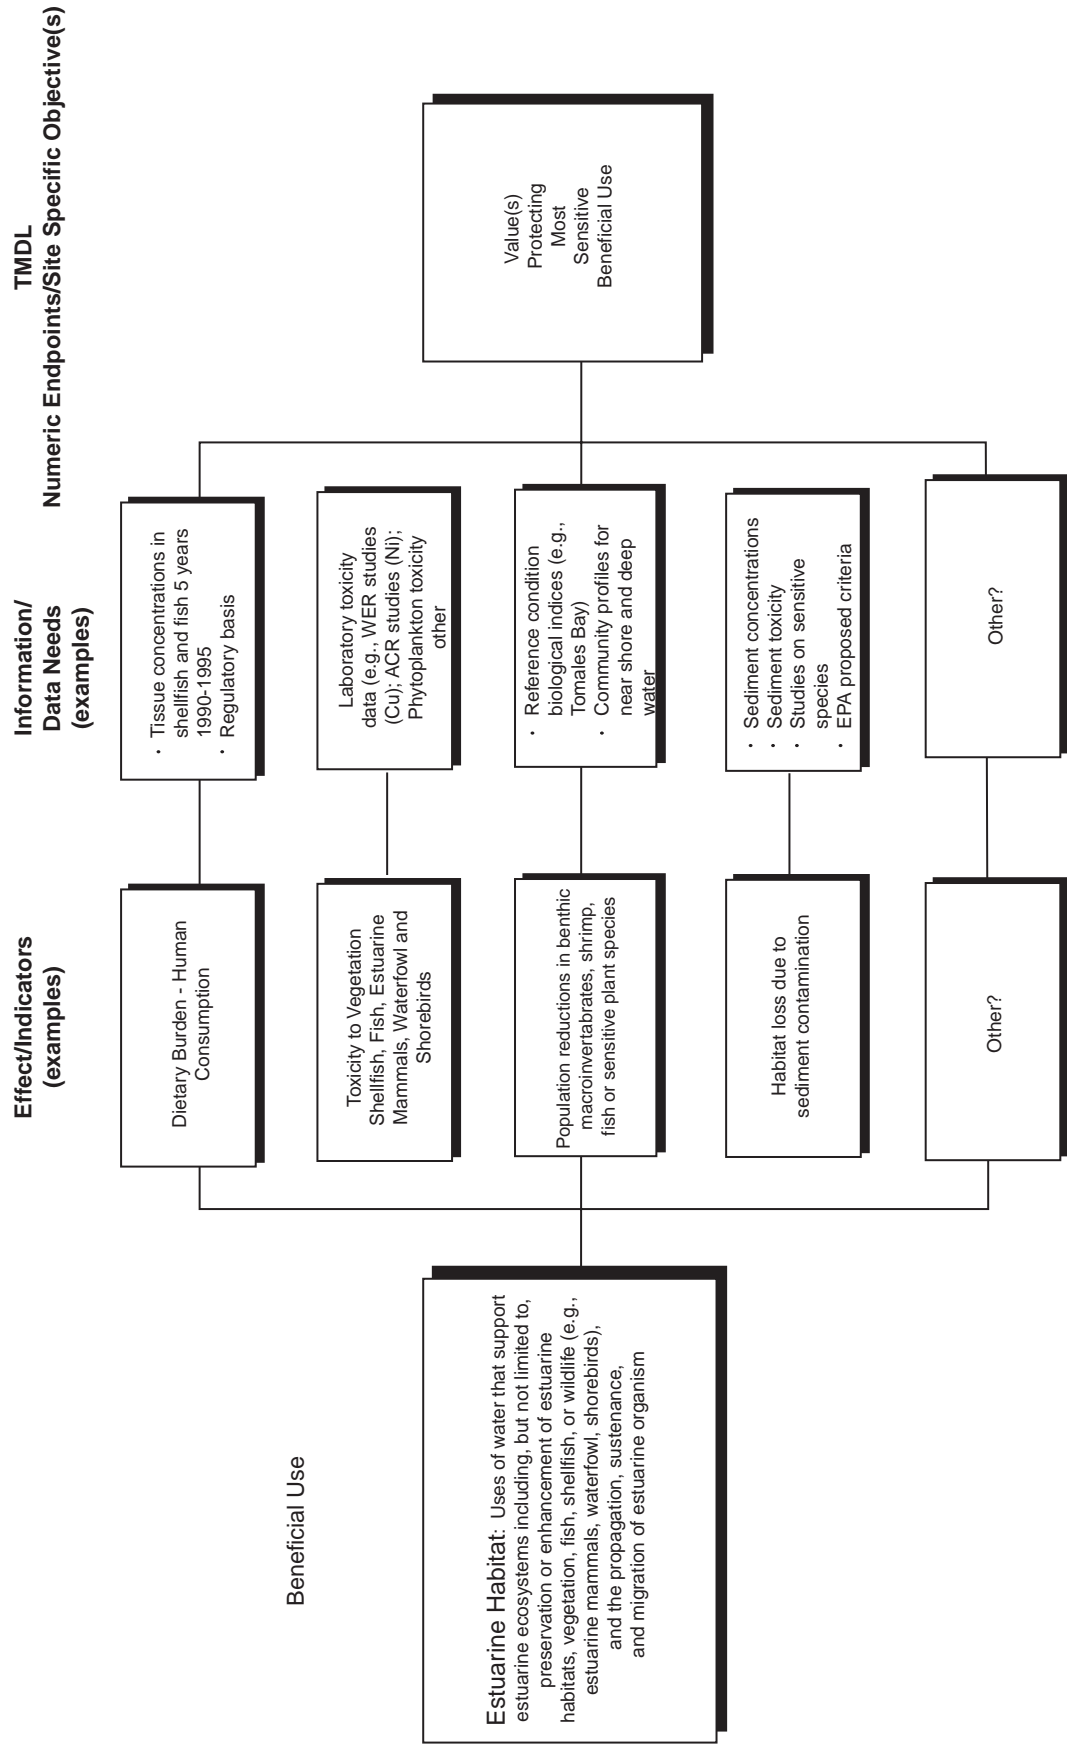 TMDL
Numeric Endpoints/Site Specific Objective(s)
Information/
Data Needs
(examples)
Effect/Indicators
(examples)
Beneficial Use
Estuarine Habitat: Uses of water that support
estuarine ecosystems including, but not limited to,
preservation or enhancement of estuarine
habitats, vegetation, fish, shellfish, or wildlife (e.g.,
estuarine mammals, waterfowl, shorebirds),
and the propagation, sustenance,
and migration of estuarine organism
Dietary Burden - Human
Consumption
Toxicity to Vegetation
Shellfish, Fish, Estuarine
Mammals, Waterfowl and
Shorebirds
Population reductions in benthic
macroinvertabrates, shrimp,
fish or sensitive plant species
Habitat loss due to
sediment contamination
Other?
· Tissue concentrations in
shellfish and fish 5 years
1990-1995
· Regulatory basis
Laboratory toxicity
data (e.g., WER studies
(Cu); ACR studies (Ni);
Phytoplankton toxicity
other
· Reference condition
biological indices (e.g.,
Tomales Bay)
· Community profiles for
near shore and deep
water
· Sediment concentrations
· Sediment toxicity
· Studies on sensitive
species
· EPA proposed criteria
Other?
Value(s)
Protecting
Most
Sensitive
Beneficial Use